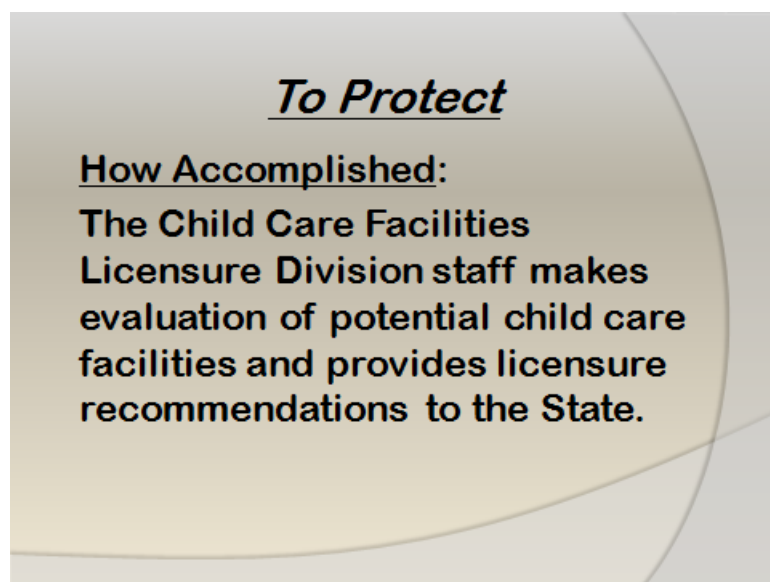 To Protect
How Accomplished:
The Child Care Facilities
Licensure Division staff makes
evaluation of potential child care
facilities and provides licensure
recommendations to the State.